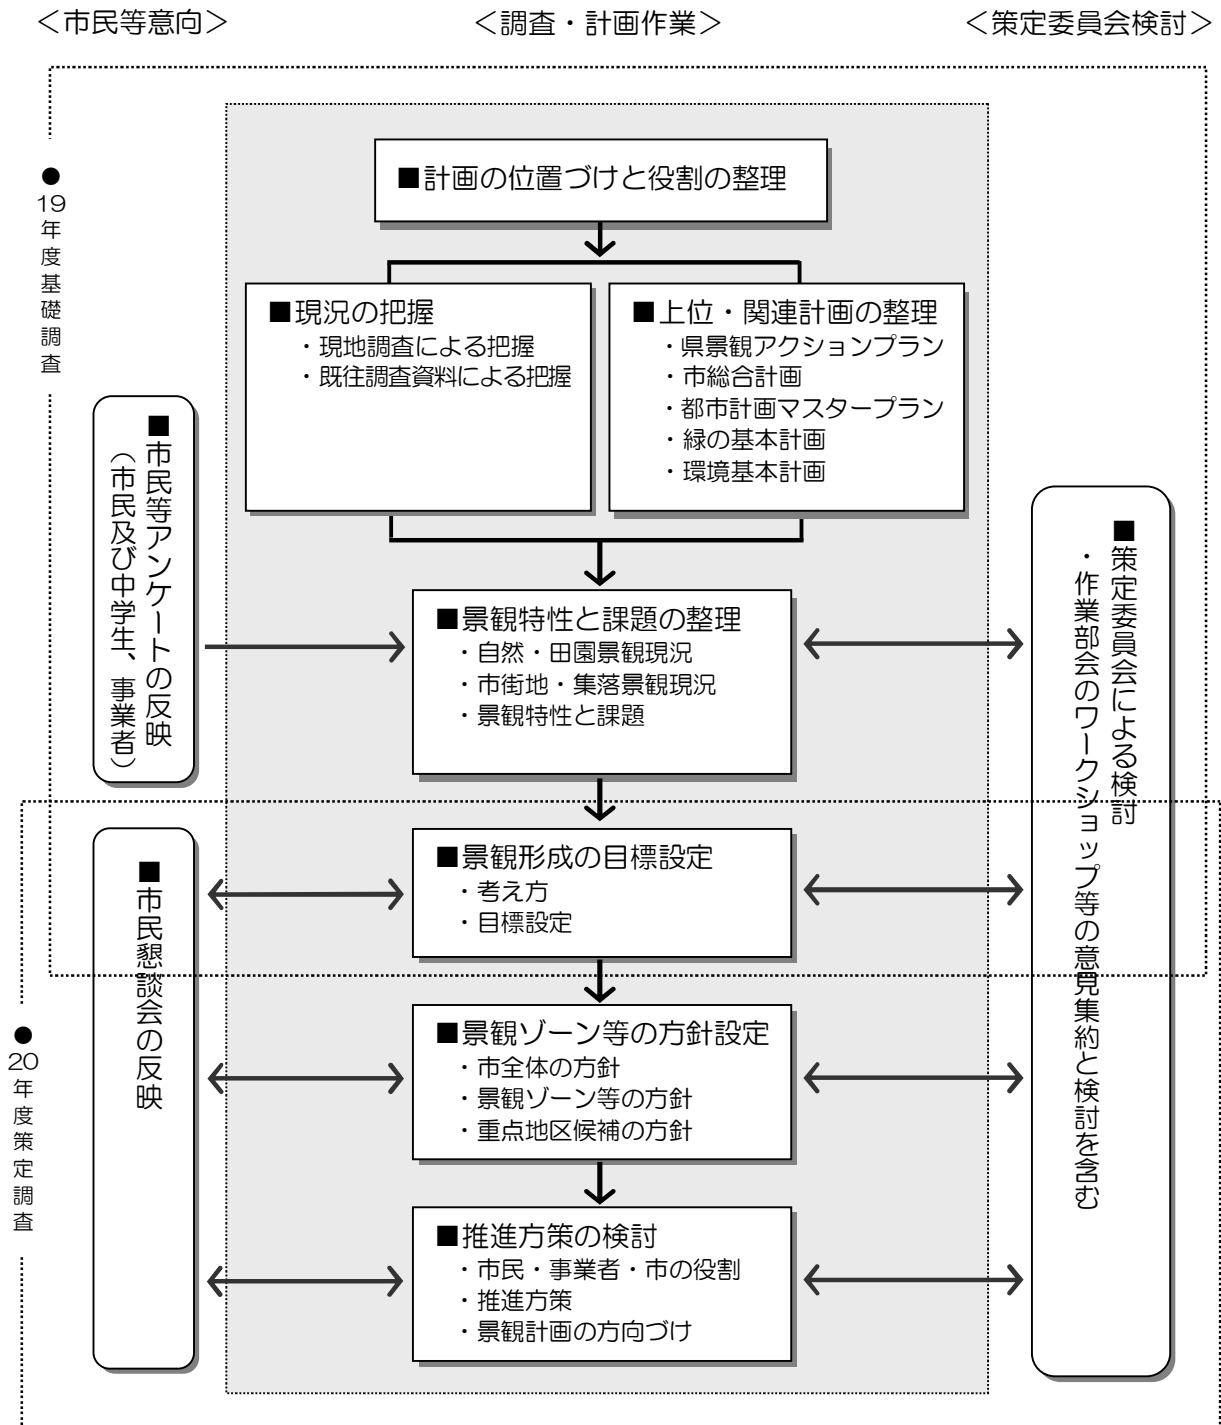 ＜市民等意向＞
＜調査・計画作業＞
＜策定委員会検討＞
●19年度基礎調査
■計画の位置づけと役割の整理
■現況の把握
・現地調査による把握
・既往調査資料による把握
■上位・関連計画の整理
・県景観アクションプラン
・市総合計画
・都市計画マスタープラン
・緑の基本計画
・環境基本計画
■市民等アンケートの反映
（市民及び中学生、事業者）
■景観特性と課題の整理
・自然・田園景観現況
・市街地・集落景観現況
・景観特性と課題
■策定委員会による検討
・作業部会のワークショップ等の意見集約と検討を含む
■景観形成の目標設定
・考え方
・目標設定
■市民懇談会の反映
●20年度策定調査
■景観ゾーン等の方針設定
・市全体の方針
・景観ゾーン等の方針
・重点地区候補の方針
■推進方策の検討
・市民・事業者・市の役割
・推進方策
・景観計画の方向づけ